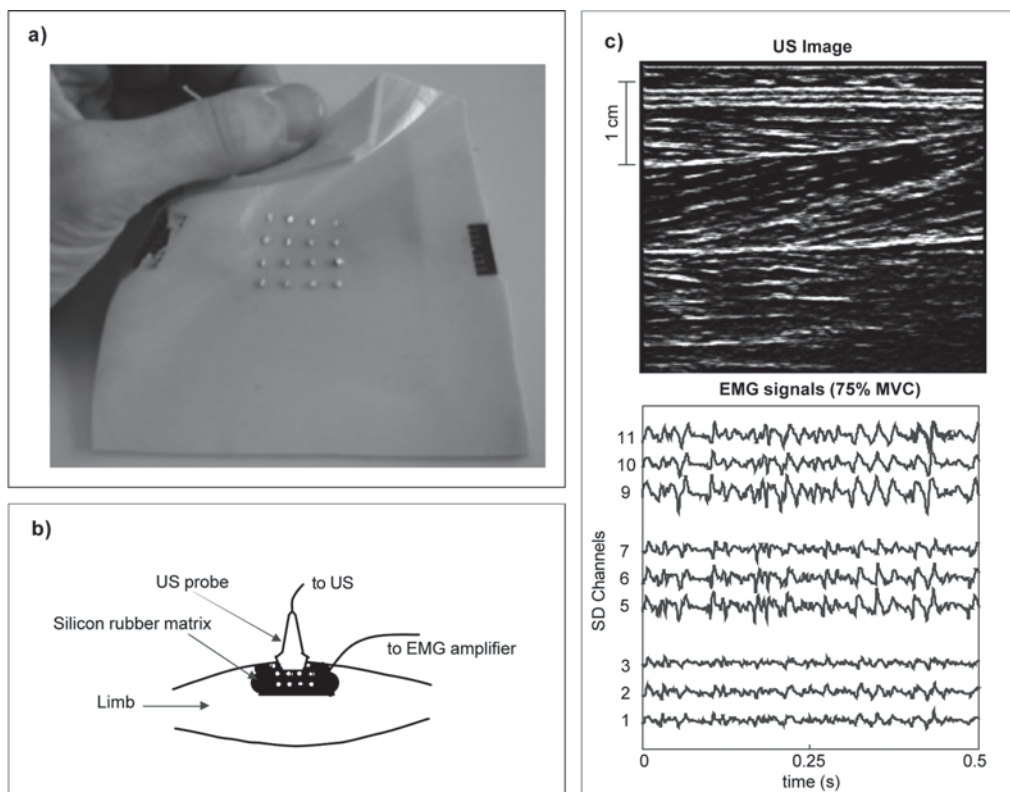 a)
b)
US probe
to US
Silicon rubber matrix
to EMG amplifier
Limb
c)
US Image
1 cm
EMG signals (75% MVC)
SD Channels
11
10
9
7
6
5
3
2
1
0
0.25
0.5
time (s)